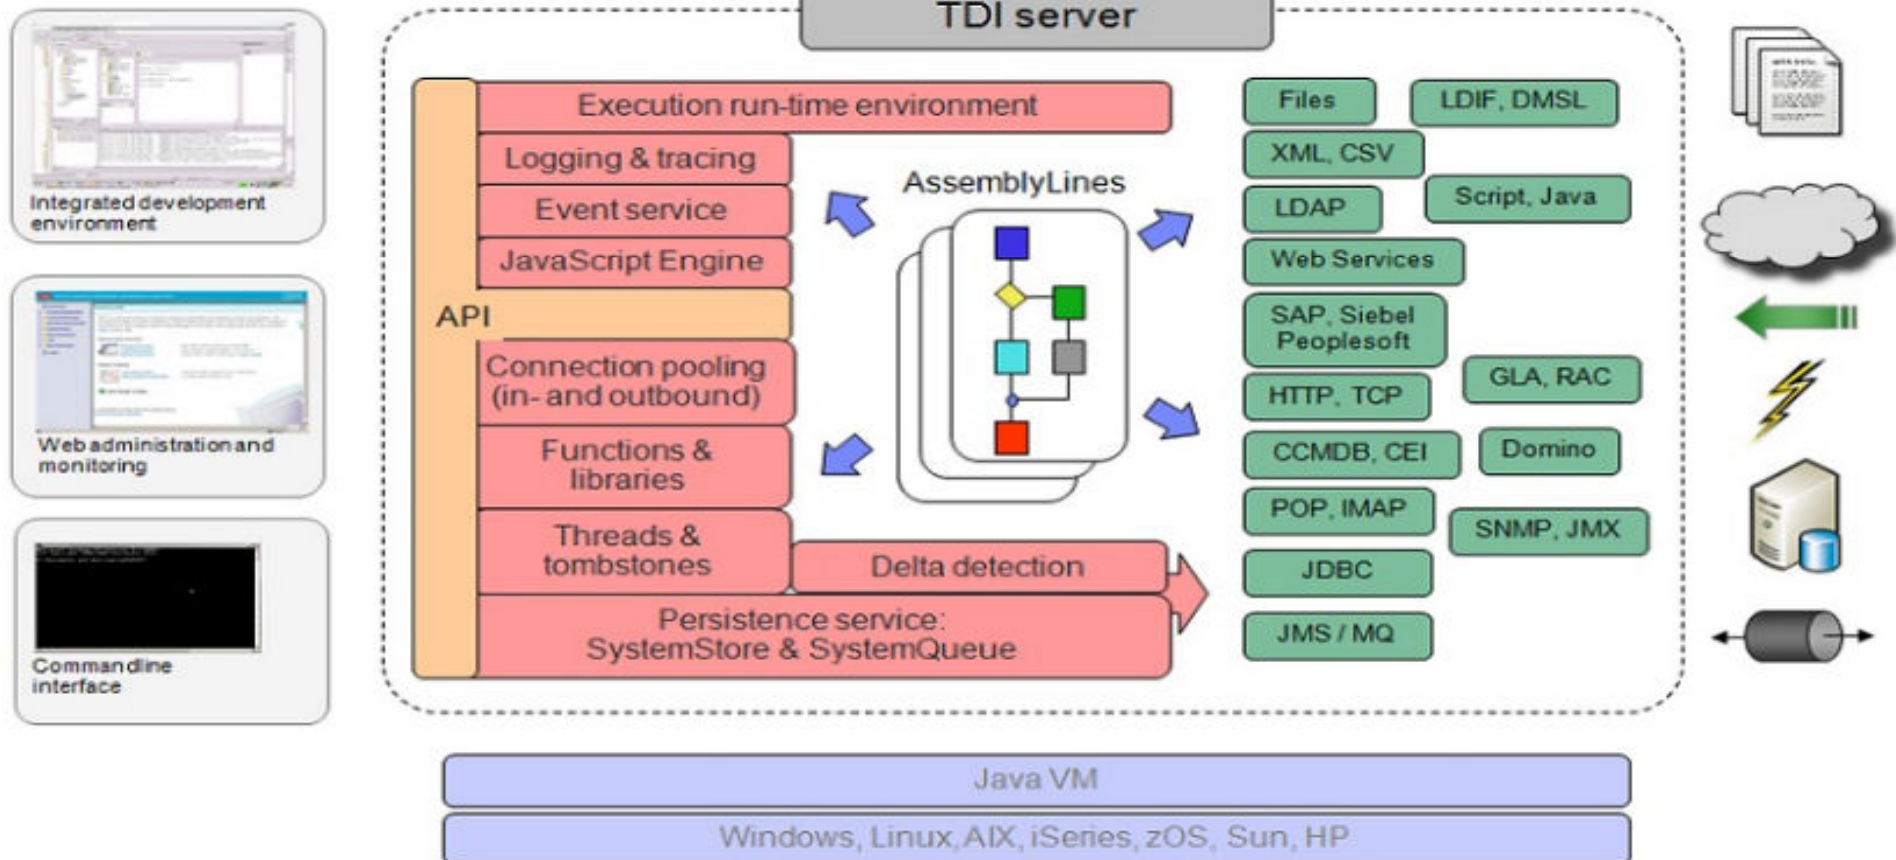 TDI server
Integrated development
environment
Web administration and
monitoring
Commandline
interface
API
Execution run-time environment
Logging & tracing
Event service
JavaScript Engine
Connection pooling
(in- and outbound)
Functions &
libraries
Threads &
tombstones
Delta detection
Persistence service:
SystemStore & SystemQueue
AssemblyLines
Files
LDIF, DMSL
XML, CSV
Script, Java
LDAP
Web Services
SAP, Siebel
Peoplesoft
GLA, RAC
HTTP, TCP
CCMDB, CEI
Domino
POP, IMAP
SNMP, JMX
JDBC
JMS / MQ
Java VM
Windows, Linux, AIX, iSeries, zOS, Sun, HP